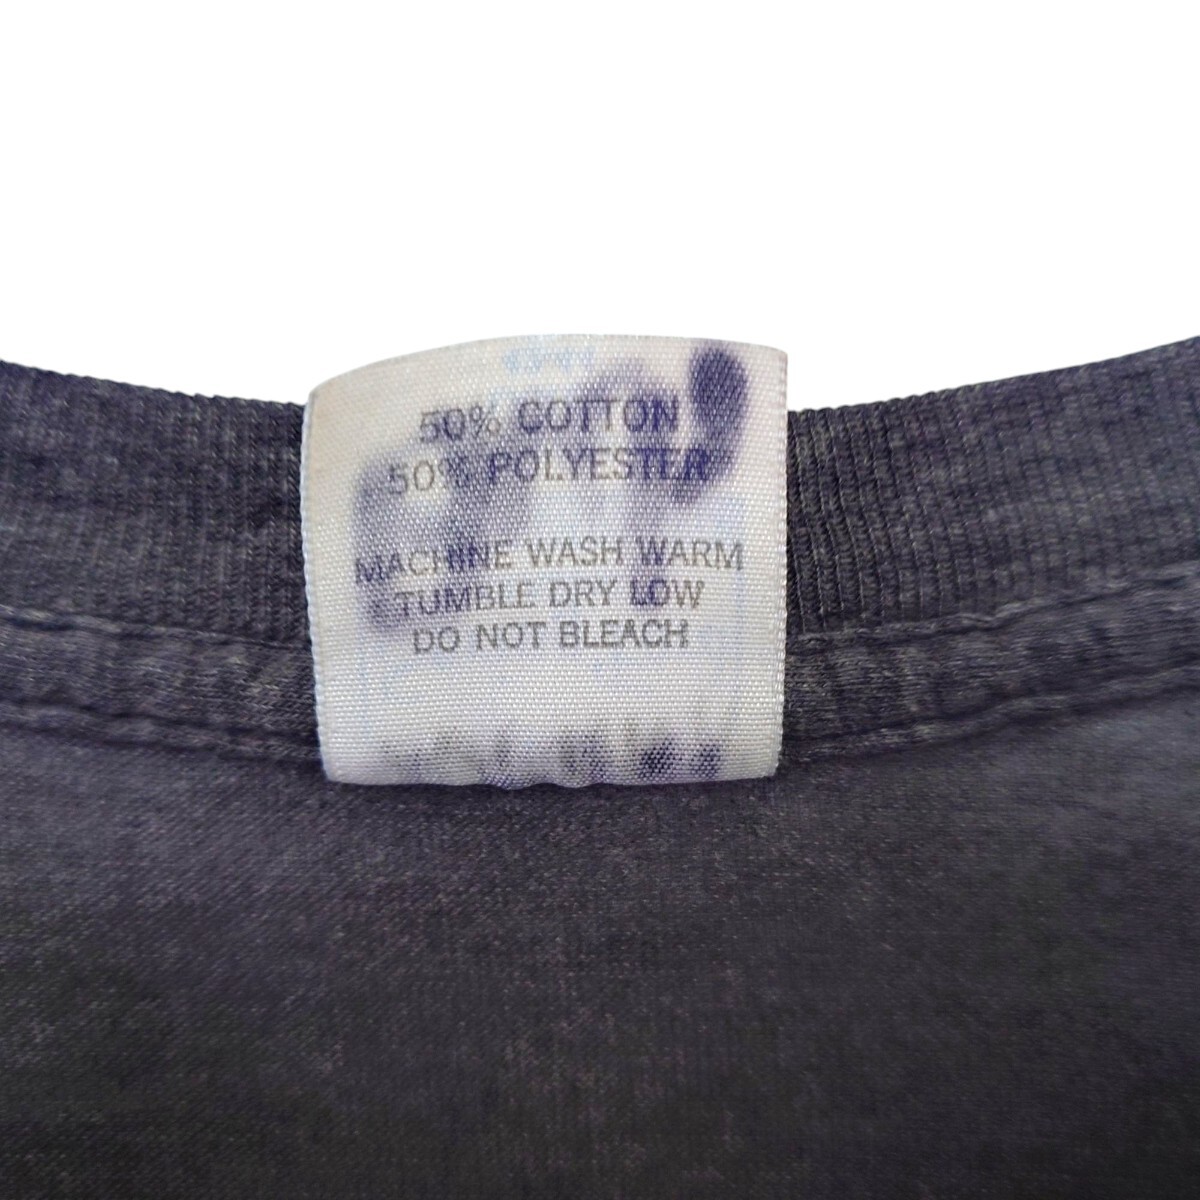 50% COTTON
50% POLYESTER
MACHINE WASH WARM
TUMBLE DRY LOW
DO NOT BLEACH